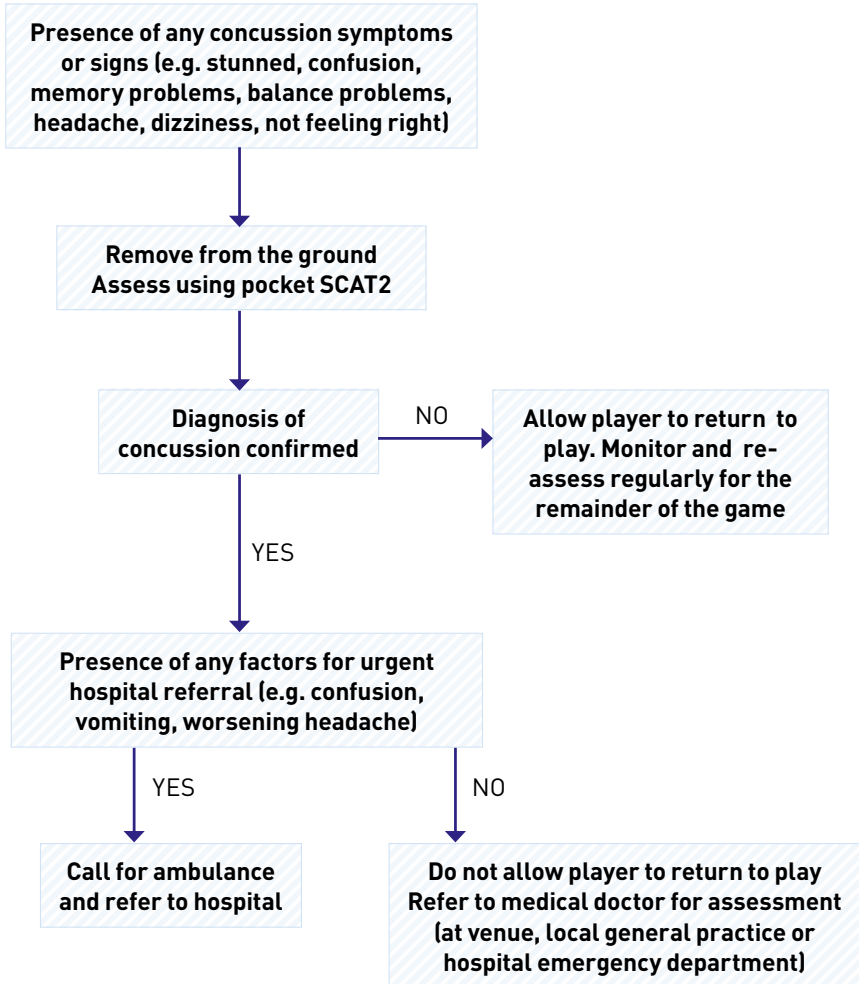 Presence of any concussion symptoms
or signs (e.g. stunned, confusion,
memory problems, balance problems,
headache, dizziness, not feeling right)
Remove from the ground
Assess using pocket SCAT2
Diagnosis of
concussion confirmed
NO
Allow player to return to
play. Monitor and re-
assess regularly for the
remainder of the game
YES
Presence of any factors for urgent
hospital referral (e.g. confusion,
vomiting, worsening headache)
YES
NO
Call for ambulance
and refer to hospital
Do not allow player to return to play
Refer to medical doctor for assessment
(at venue, local general practice or
hospital emergency department)